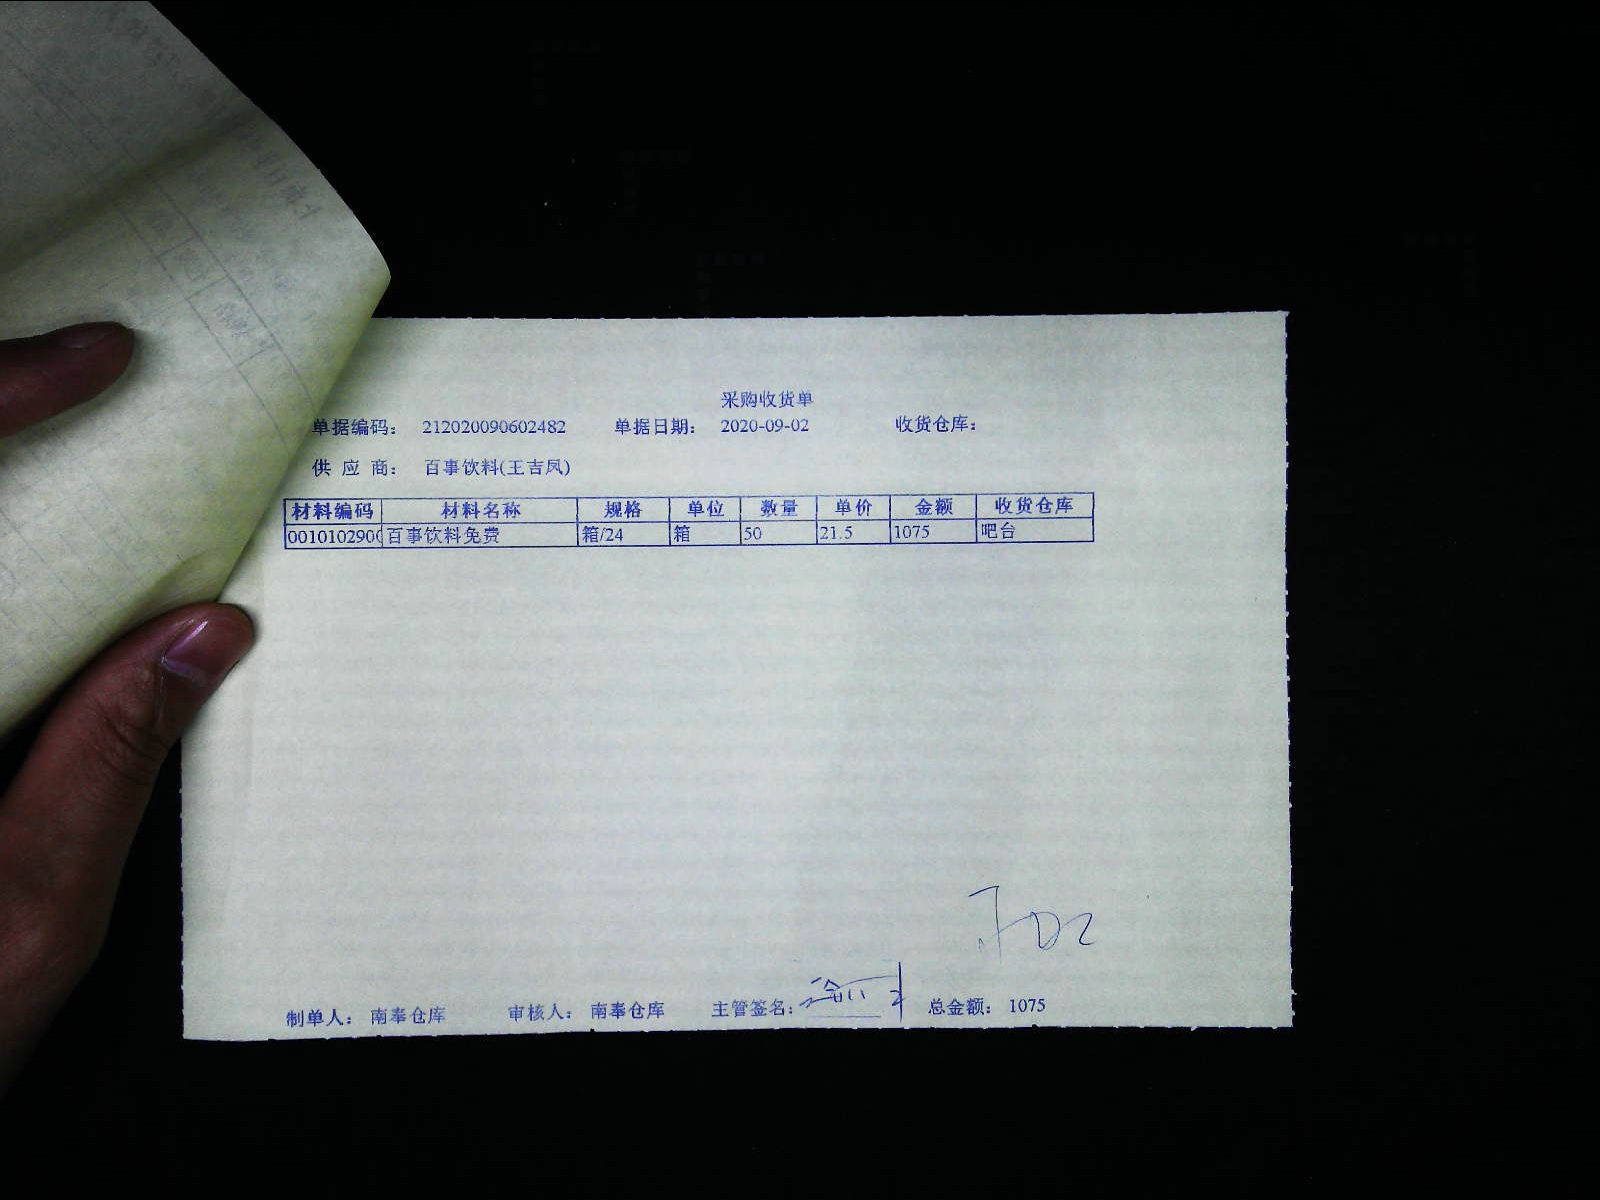 采购收货单
单据编码： 212020090602482 单据日期： 2020-09-02 收货仓库：
供 应 商： 百事饮料(王吉凤)
材料编码 材料名称 规格 单位 数量 单价 金额 收货仓库
001010290 百事饮料免费 箱/24 箱 50 21.5 1075 吧台
制单人： 南奉仓库 审核人： 南奉仓库 主管签名： 总金额： 1075